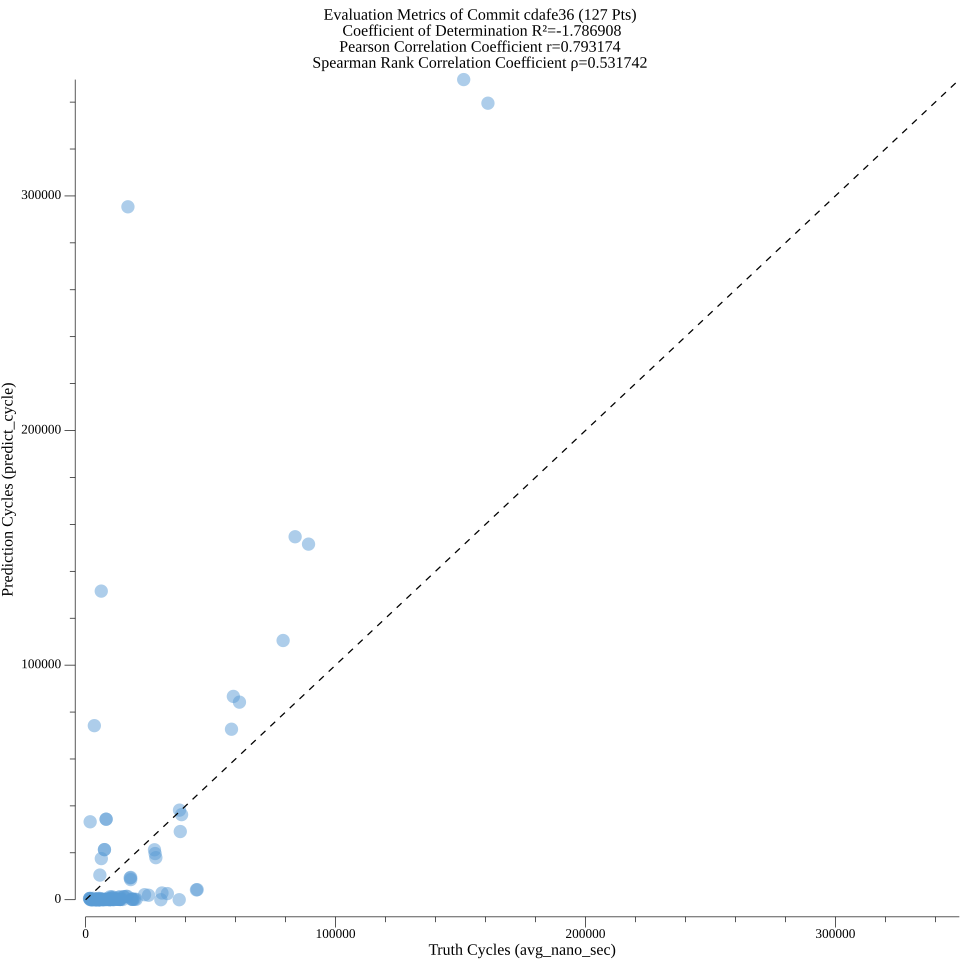 Evaluation Metrics of Commit cdafe36 (127 Pts)
Coefficient of Determination R²=-1.786908
Pearson Correlation Coefficient r=0.793174
Spearman Rank Correlation Coefficient ρ=0.531742
300000
200000
100000
0
Prediction Cycles (predict_cycle)
0
100000
200000
300000
Truth Cycles (avg_nano_sec)